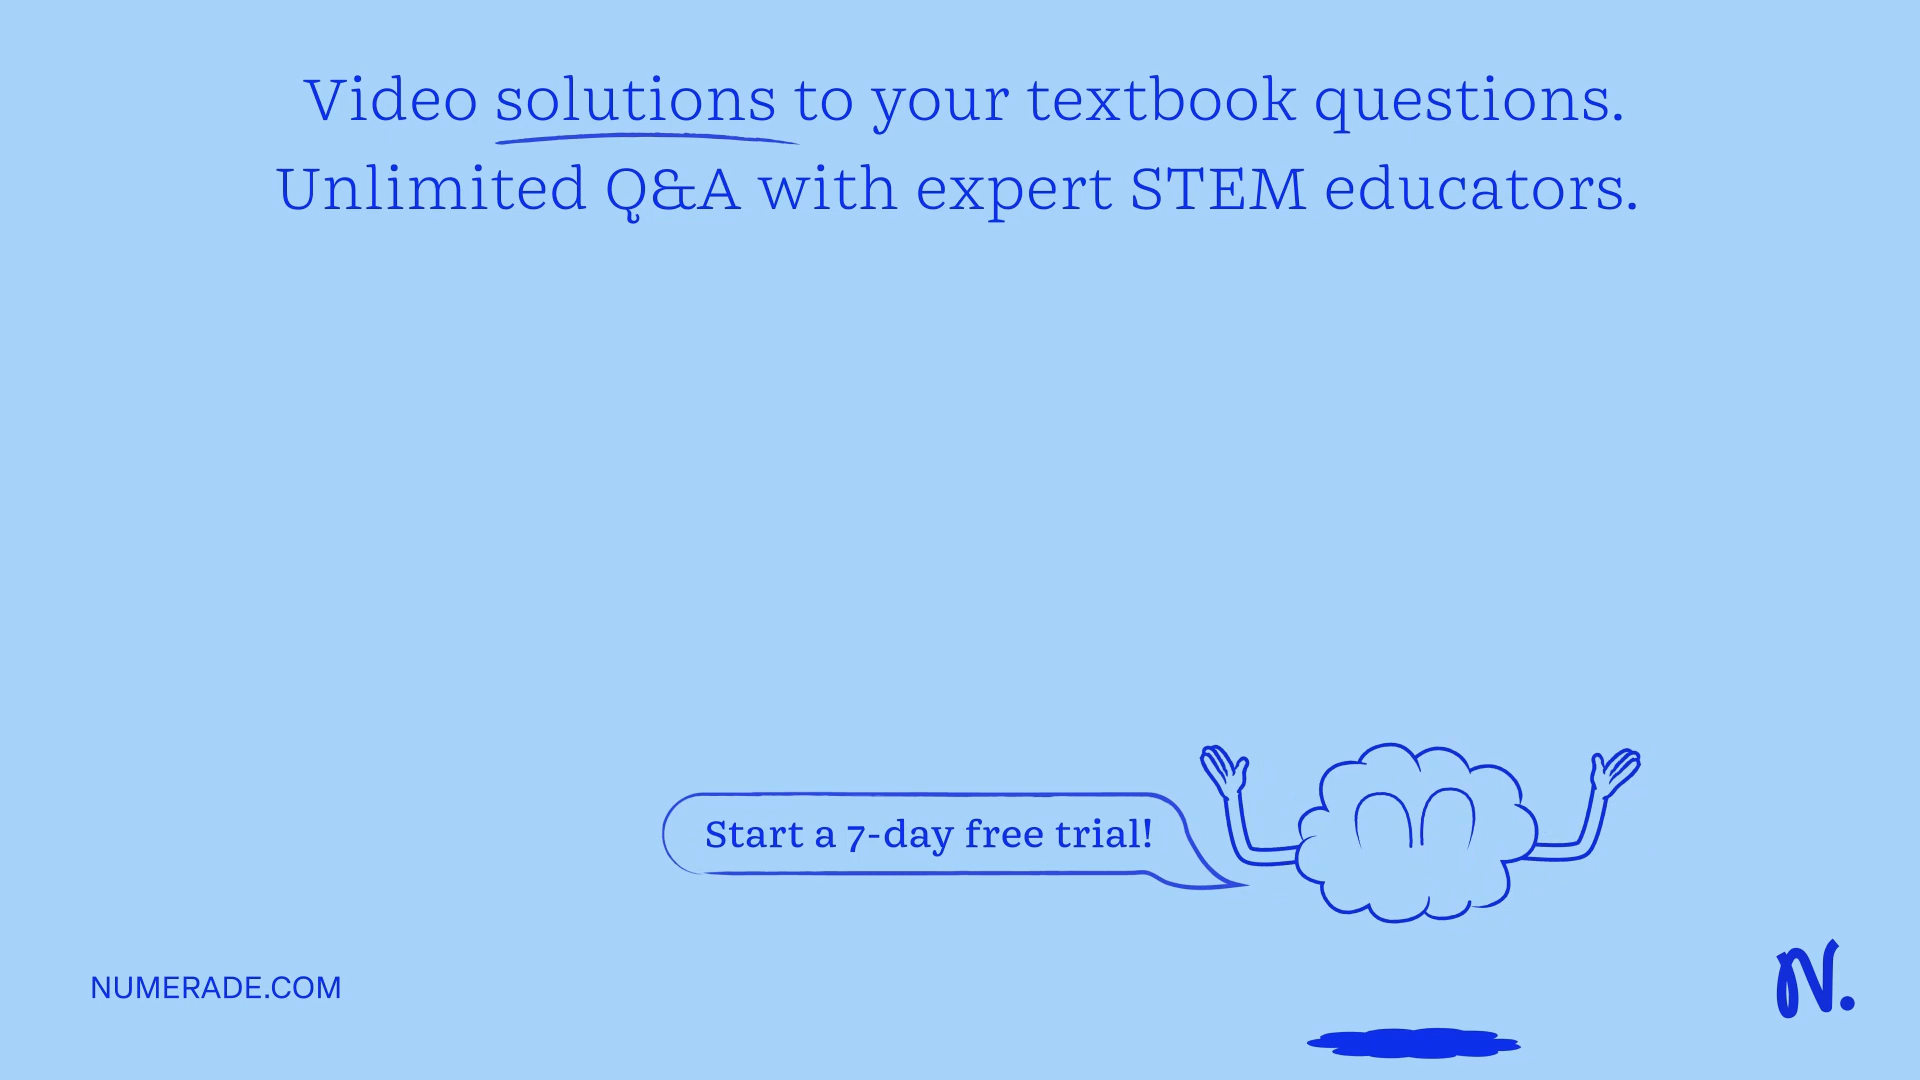 Video solutions to your textbook questions.
Unlimited Q&A with expert STEM educators.
Start a 7-day free trial!
NUMERADE.COM
N.